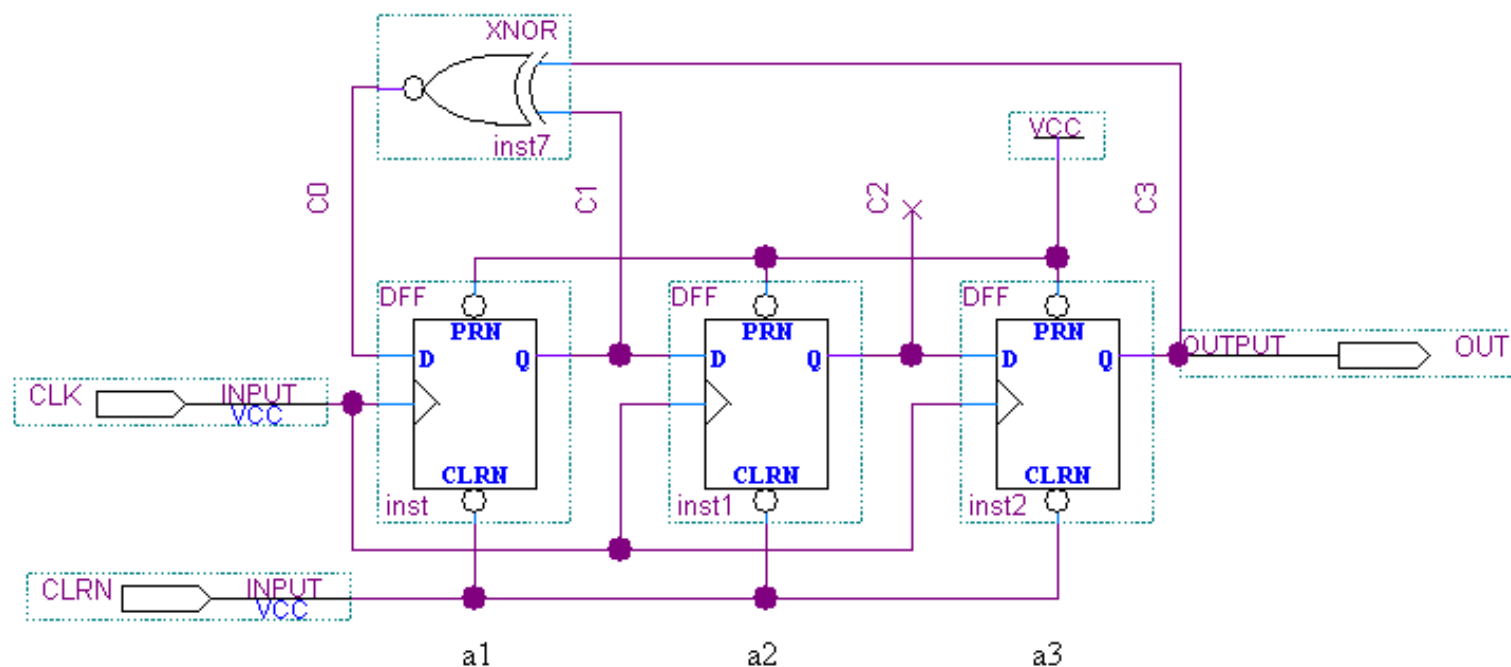 XNOR
inst7
VCC
C0
C1
C2
C3
DFF
DFF
DFF
PRN
PRN
PRN
D
Q
D
Q
D
Q
OUTPUT
OUT
CLK
INPUT
VCC
CLRN
CLRN
CLRN
inst
inst1
inst2
CLRN
INPUT
VCC
a1
a2
a3